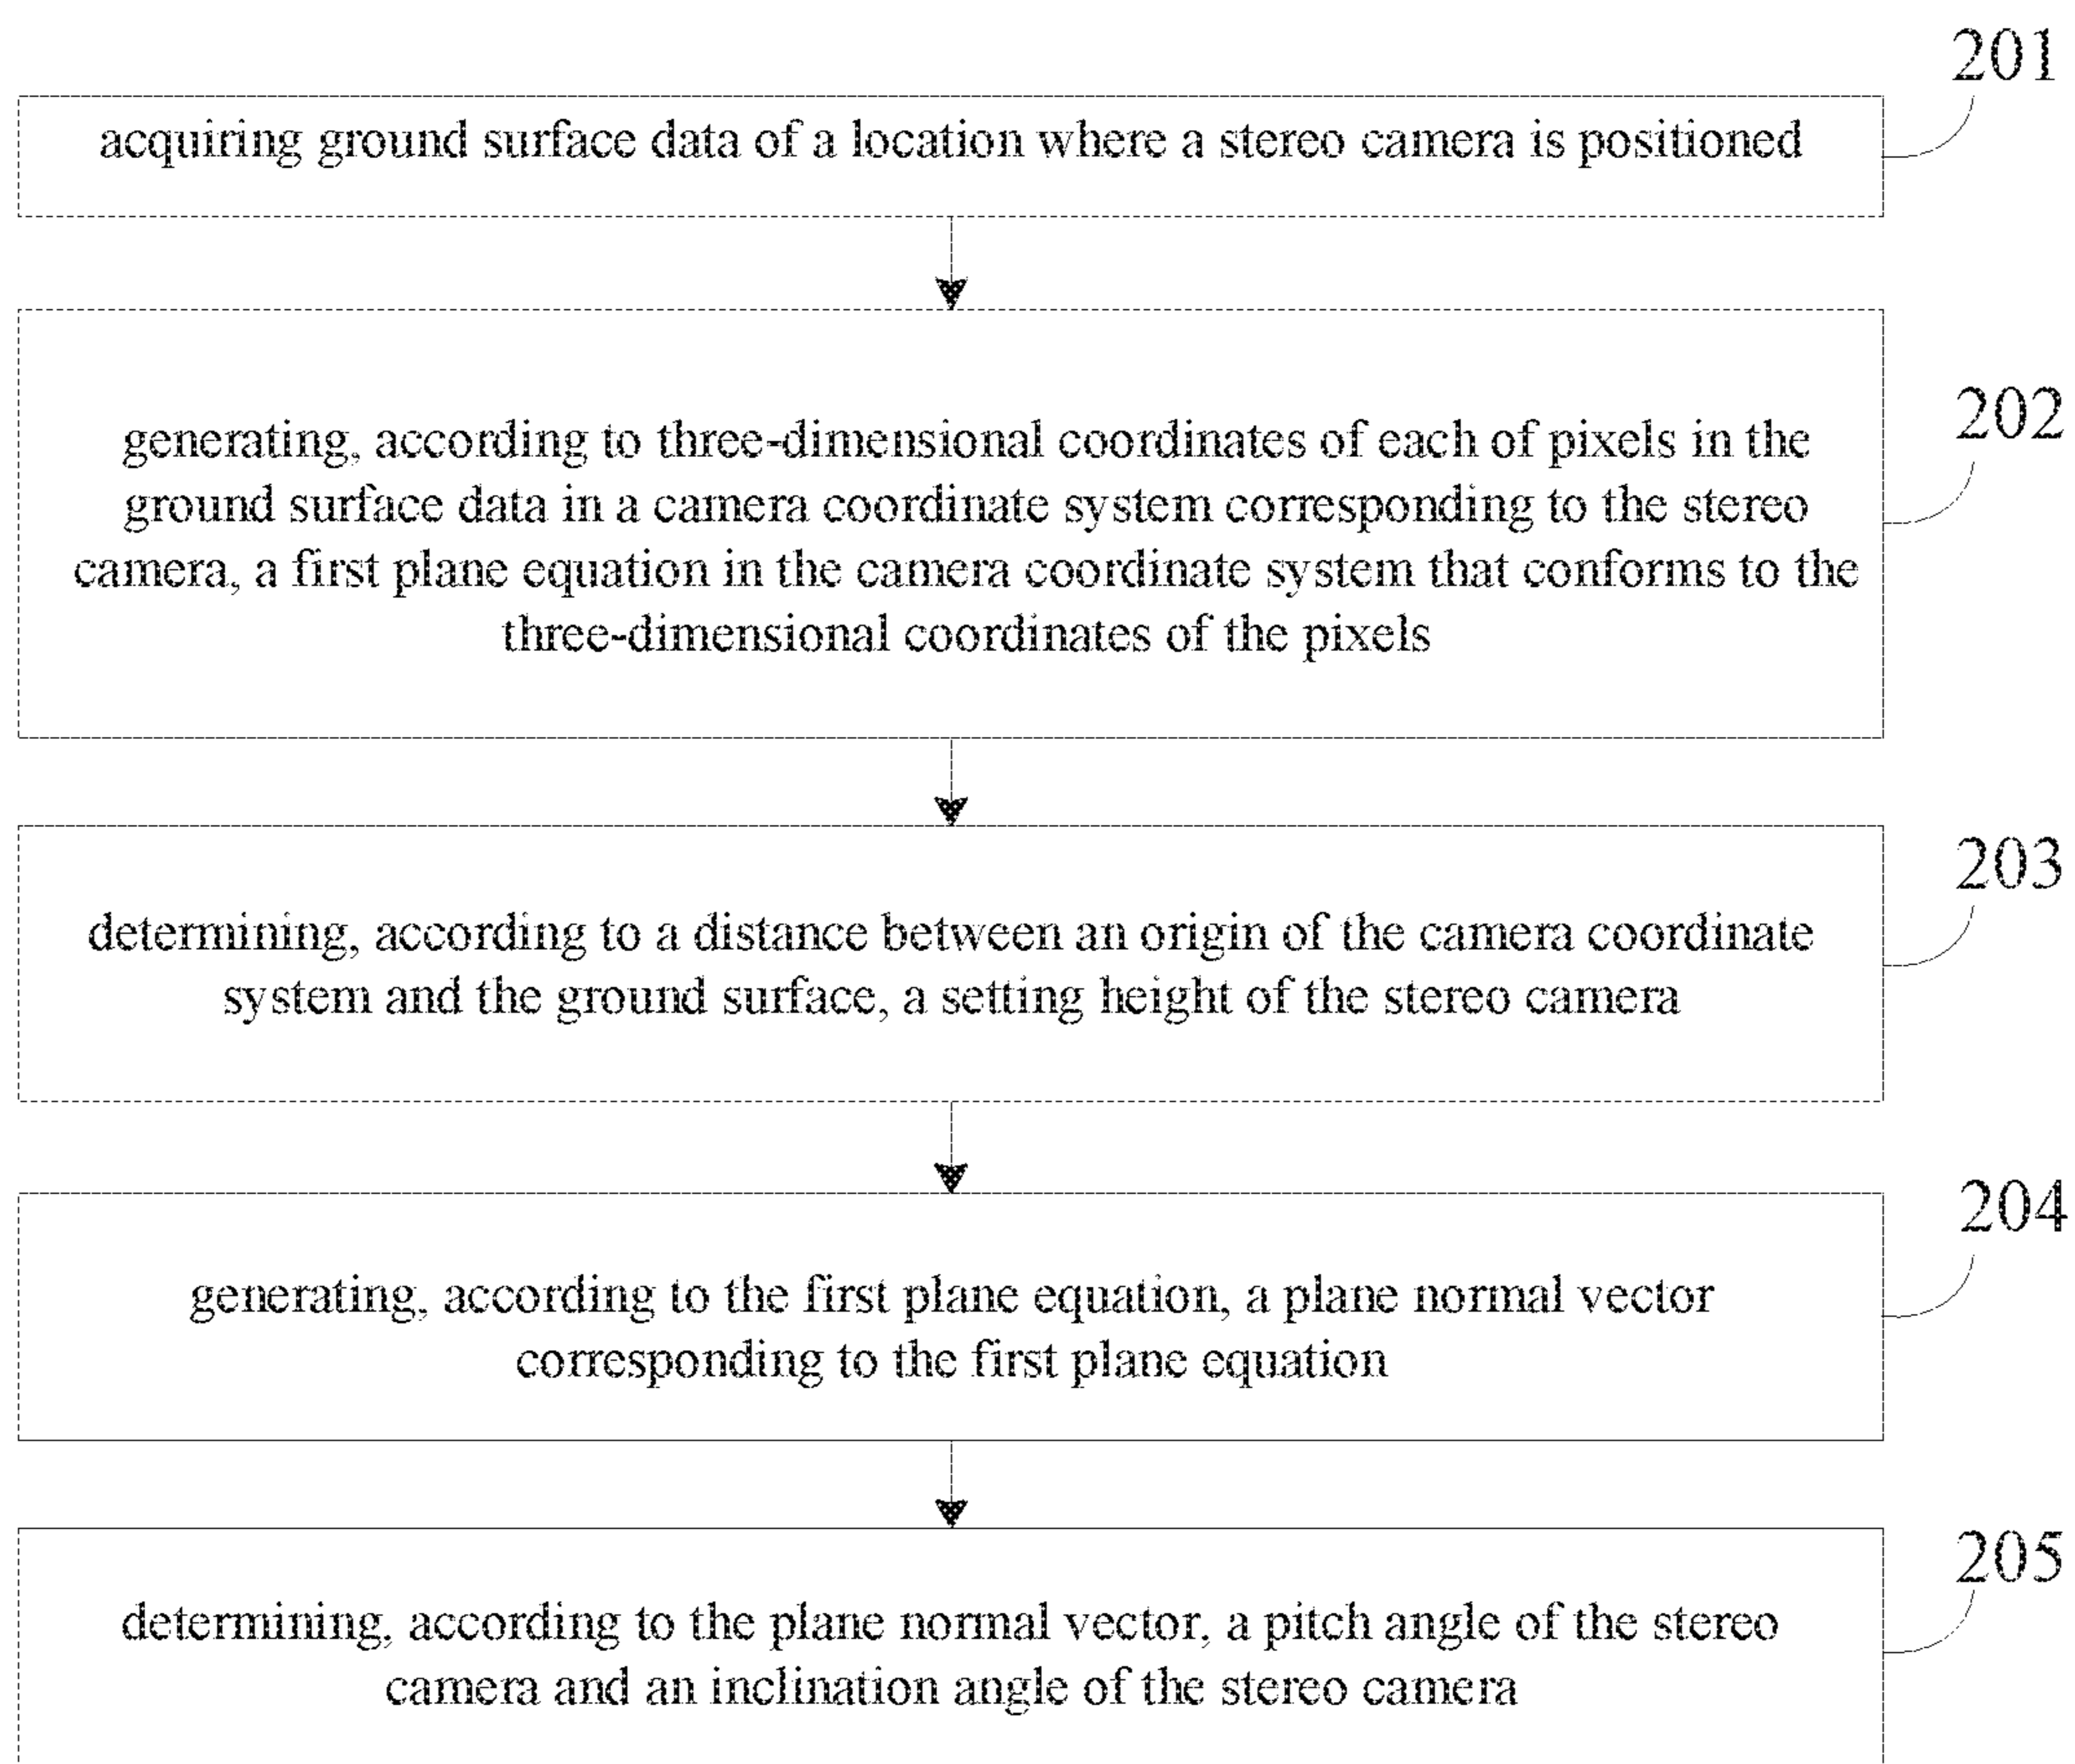 201
acquiring ground surface data of a location where a stereo camera is positioned
202
generating, according to three-dimensional coordinates of each of pixels in the
ground surface data in a camera coordinate system corresponding to the stereo
camera, a first plane equation in the camera coordinate system that conforms to the
three-dimensional coordinates of the pixels
203
determining, according to a distance between an origin of the camera coordinate
system and the ground surface, a setting height of the stereo camera
204
generating, according to the first plane equation, a plane normal vector
corresponding to the first plane equation
205
determining, according to the plane normal vector, a pitch angle of the stereo
camera and an inclination angle of the stereo camera